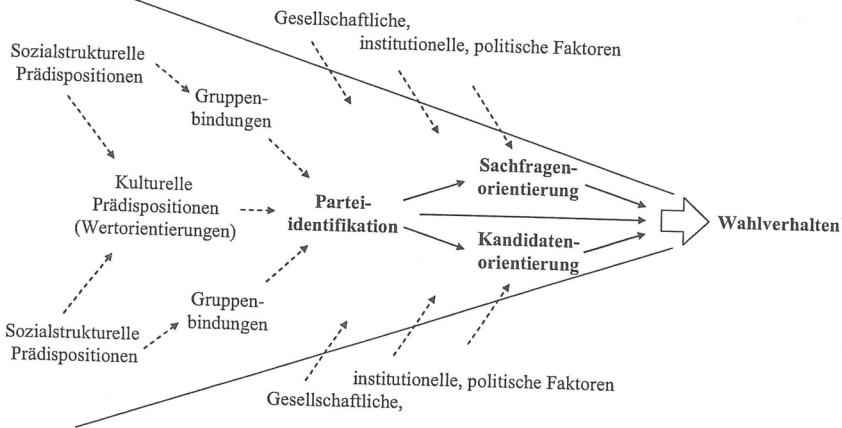 Gesellschaftliche,
institutionelle, politische Faktoren
Sozialstrukturelle
Prädispositionen
Gruppen-
bindungen
Kulturelle
Prädispositionen
(Wertorientierungen)
Partei-
identifikation
Sachfragen-
orientierung
Kandidaten-
orientierung
Wahlverhalten
Gruppen-
bindungen
Sozialstrukturelle
Prädispositionen
institutionelle, politische Faktoren
Gesellschaftliche,